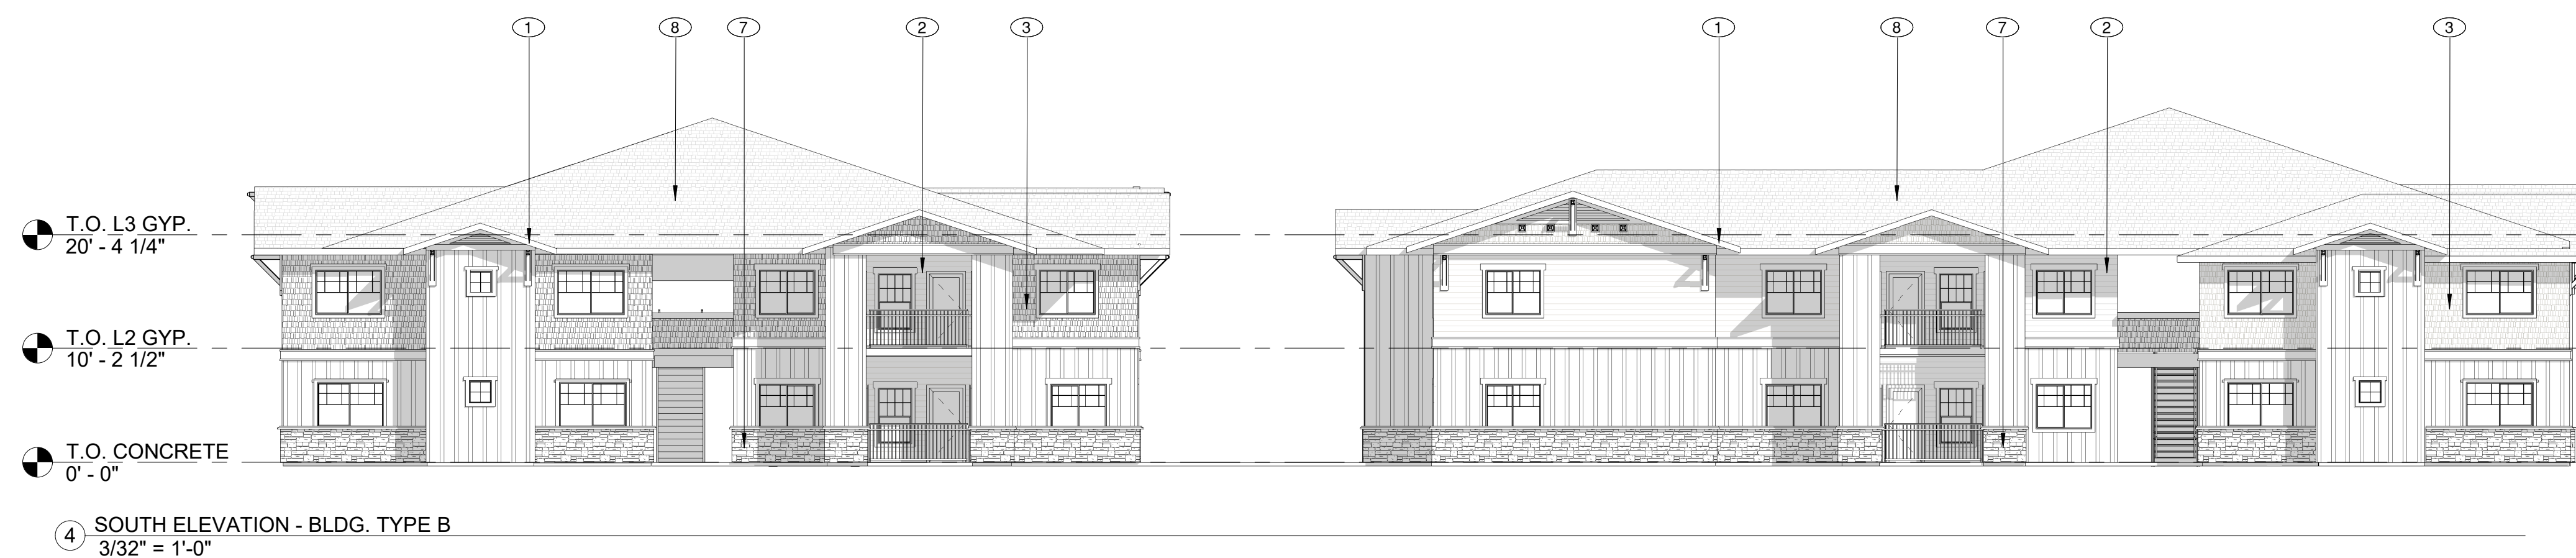 1 8 7 2 3 1 8 7 2 3
T.O. L3 GYP.
20' - 4 1/4"
T.O. L2 GYP.
10' - 2 1/2"
T.O. CONCRETE
0' - 0"
4 SOUTH ELEVATION - BLDG. TYPE B
3/32" = 1'-0"